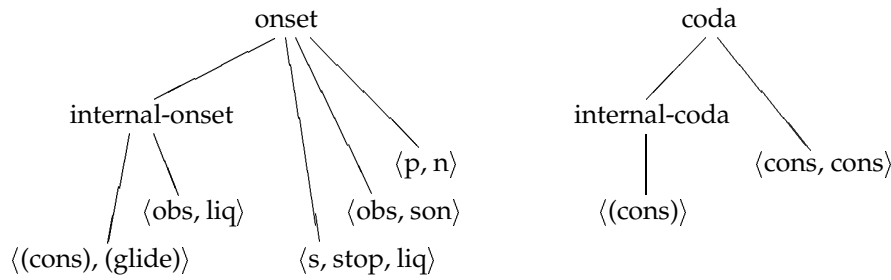 onset
coda
internal-onset
internal-coda
⟨p, n⟩
⟨cons, cons⟩
⟨obs, liq⟩
⟨obs, son⟩
⟨(cons)⟩
⟨(cons), (glide)⟩
⟨s, stop, liq⟩